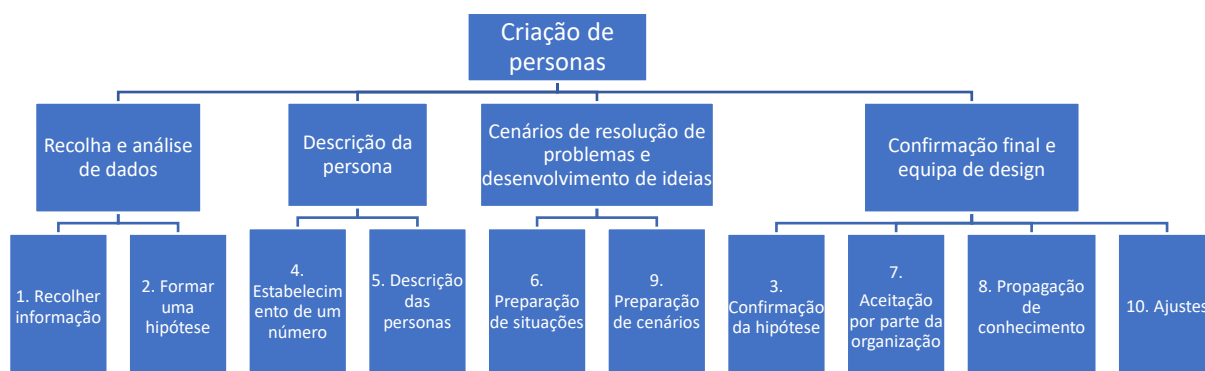 Criação de
personas
Recolha e análise
de dados
Descrição da
persona
Cenários de resolução de
problemas e
desenvolvimento de ideias
Confirmação final e
equipa de design
1. Recolher
informação
2. Formar
uma
hipótese
4.
Estabelecim
ento de um
número
5. Descrição
das
personas
6.
Preparação
de situações
9.
Preparação
de cenários
3.
Confirmação
da hipótese
7.
Aceitação
por parte da
organização
8. Propagação
de
conhecimento
10. Ajustes